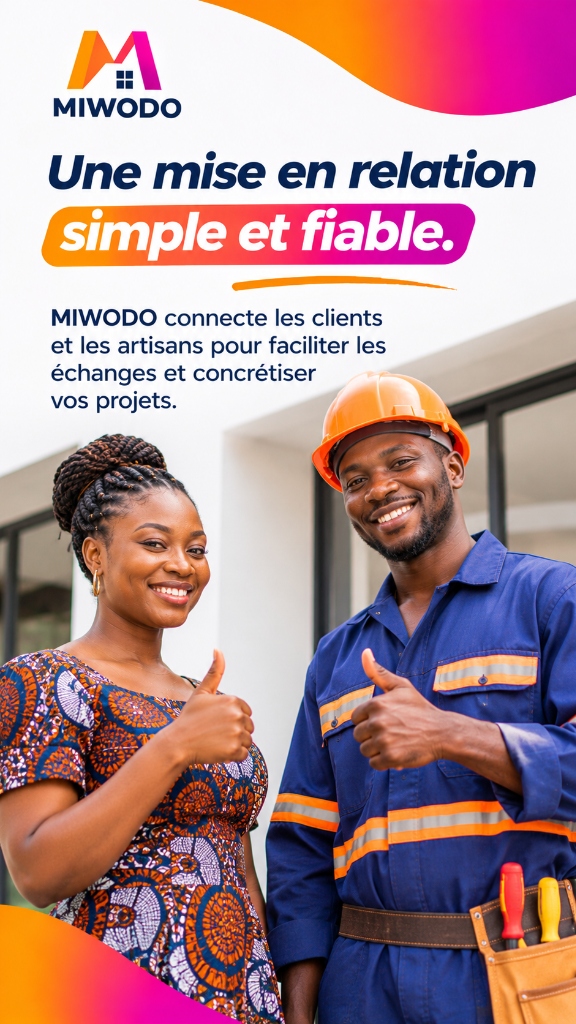 MIWODO
Une mise en relation
simple et fiable.
MIWODO connecte les clients
et les artisans pour faciliter les
échanges et concrétiser
vos projets.